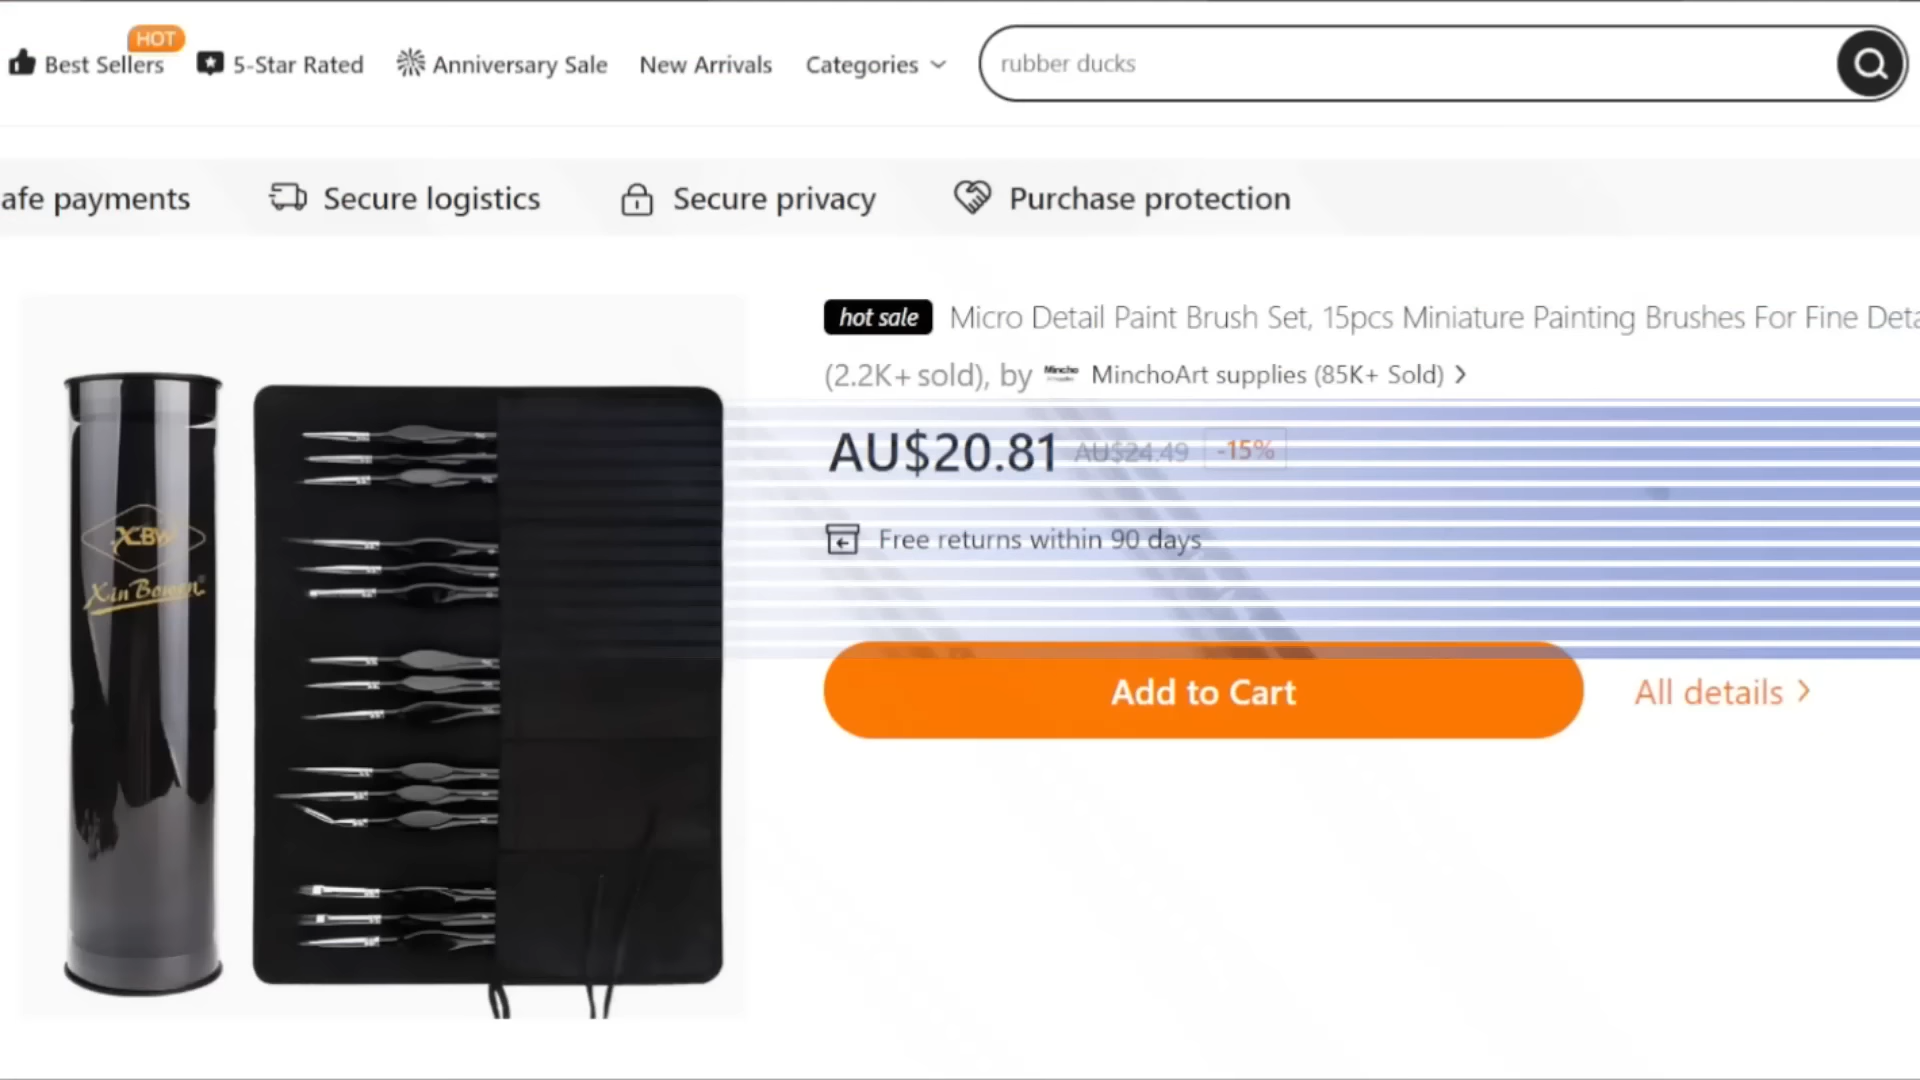 HOT
Best Sellers 5-Star Rated Anniversary Sale New Arrivals Categories rubber ducks
afe payments Secure logistics Secure privacy Purchase protection
hot sale Micro Detail Paint Brush Set, 15pcs Miniature Painting Brushes For Fine Deta
(2.2K+ sold), by Mincho MinchoArt supplies (85K+ Sold)
AU$20.81 AU$24.49 -15%
Free returns within 90 days
Add to Cart All details
XBW
Xin Bowen